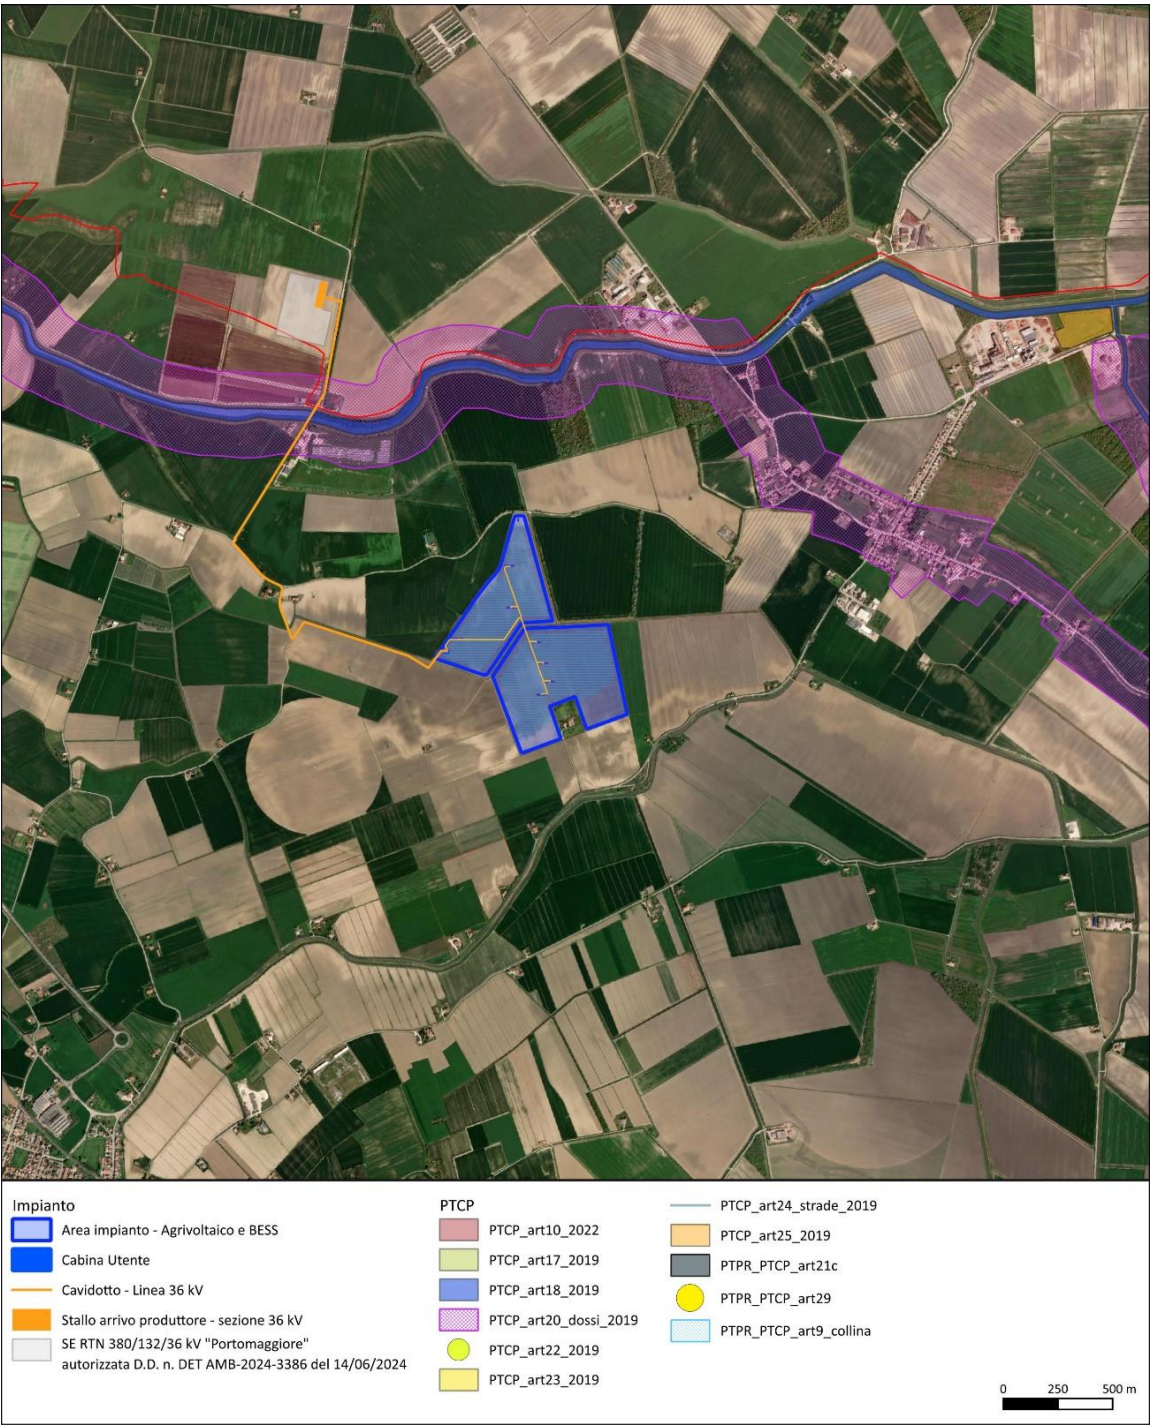 Impianto
Area impianto - Agrivoltaico e BESS
Cabina Utente
Cavidotto - Linea 36 kV
Stallo arrivo produttore - sezione 36 kV
SE RTN 380/132/36 kV "Portomaggiore"
autorizzata D.D. n. DET AMB-2024-3386 del 14/06/2024
PTCP
PTCP_art10_2022
PTCP_art17_2019
PTCP_art18_2019
PTCP_art20_dossi_2019
PTCP_art22_2019
PTCP_art23_2019
PTCP_art24_strade_2019
PTCP_art25_2019
PTPR_PTCP_art21c
PTPR_PTCP_art29
PTPR_PTCP_art9_collina
0 250 500 m